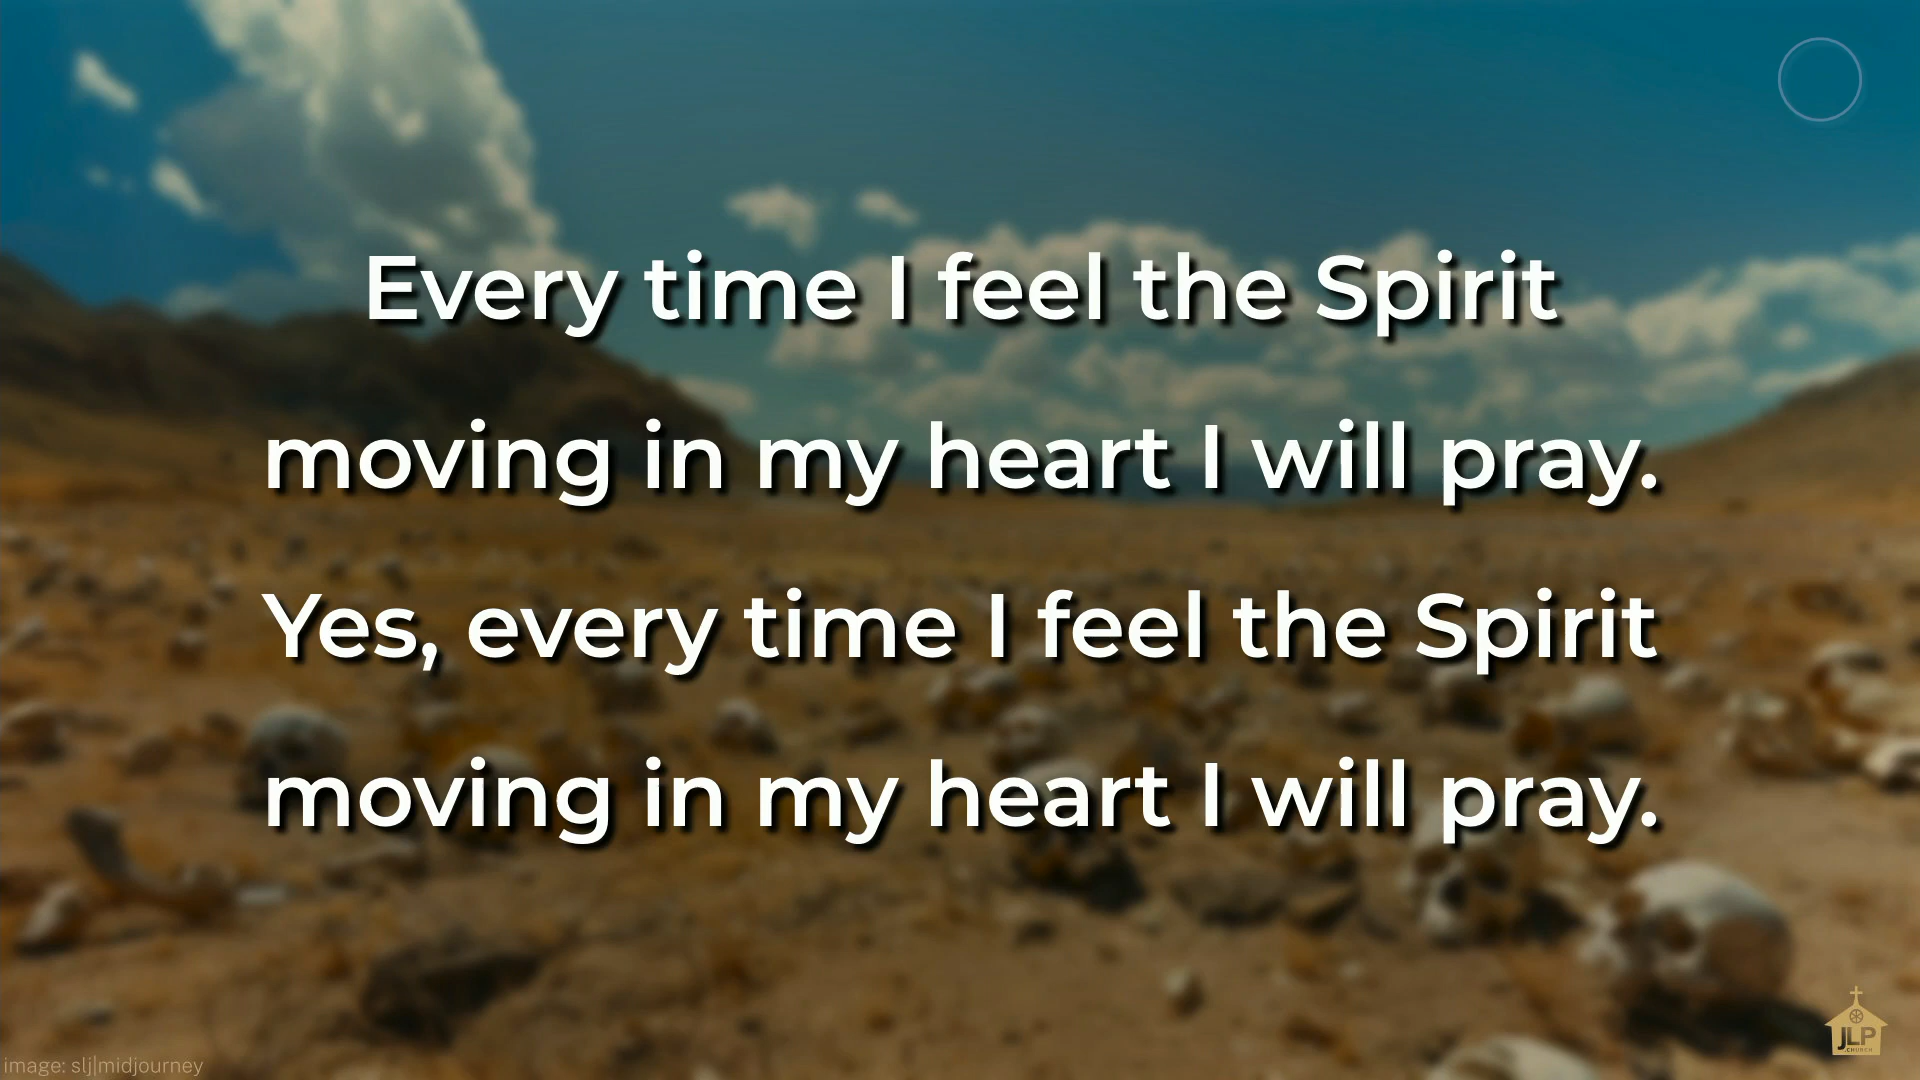 Every time I feel the Spirit
moving in my heart I will pray.
Yes, every time I feel the Spirit
moving in my heart I will pray.
image: slj|midjourney
JLP
.CHURCH